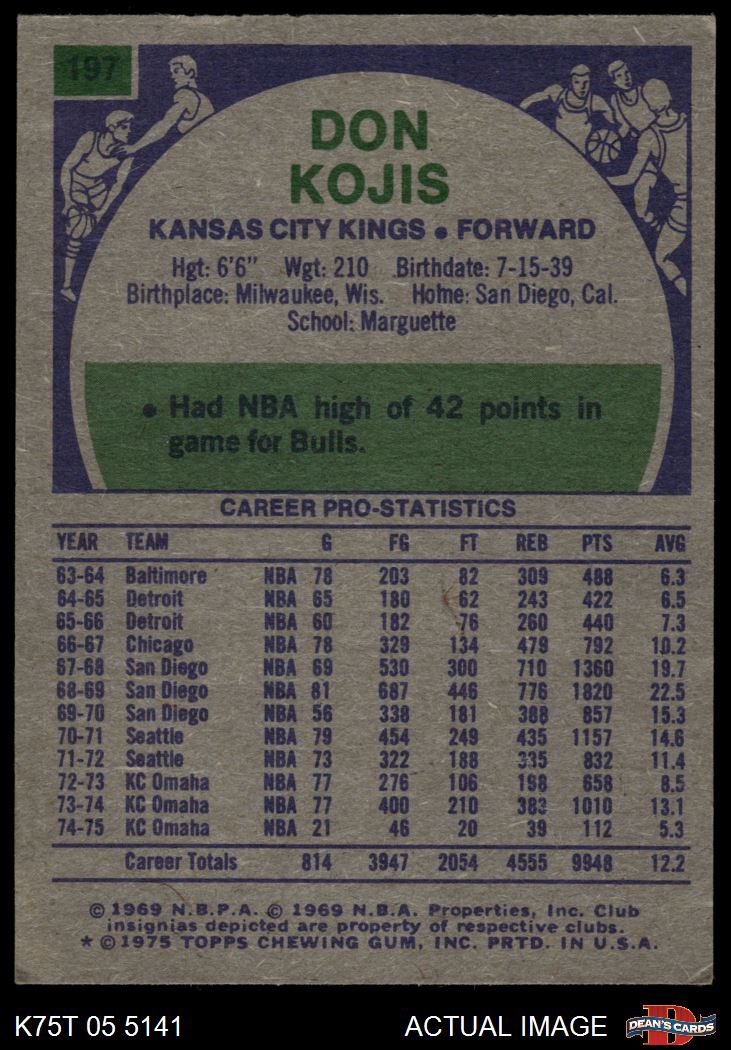 197
DON
KOJIS
KANSAS CITY KINGS • FORWARD
Hgt: 6'6" Wgt: 210 Birthdate: 7-15-39
Birthplace: Milwaukee, Wis. Home: San Diego, Cal.
School: Marguette
• Had NBA high of 42 points in
game for Bulls.
CAREER PRO-STATISTICS
YEAR TEAM G FG FT REB PTS AVG
63-64 Baltimore NBA 78 203 82 309 488 6.3
64-65 Detroit NBA 65 180 62 243 422 6.5
65-66 Detroit NBA 60 182 76 260 440 7.3
66-67 Chicago NBA 78 329 134 479 792 10.2
67-68 San Diego NBA 69 530 300 710 1360 19.7
68-69 San Diego NBA 81 687 446 776 1820 22.5
69-70 San Diego NBA 56 338 181 388 857 15.3
70-71 Seattle NBA 79 454 249 435 1157 14.6
71-72 Seattle NBA 73 322 188 335 832 11.4
72-73 KC Omaha NBA 77 276 106 198 658 8.5
73-74 KC Omaha NBA 77 400 210 383 1010 13.1
74-75 KC Omaha NBA 21 46 20 39 112 5.3
Career Totals 814 3947 2054 4555 9948 12.2
© 1969 N.B.P.A. © 1969 N.B.A. Properties, Inc. Club
insignias depicted are property of respective clubs.
* © 1975 TOPPS CHEWING GUM, INC. PRTD. IN U.S.A.
K75T 05 5141 ACTUAL IMAGE DEAN'S CARDS